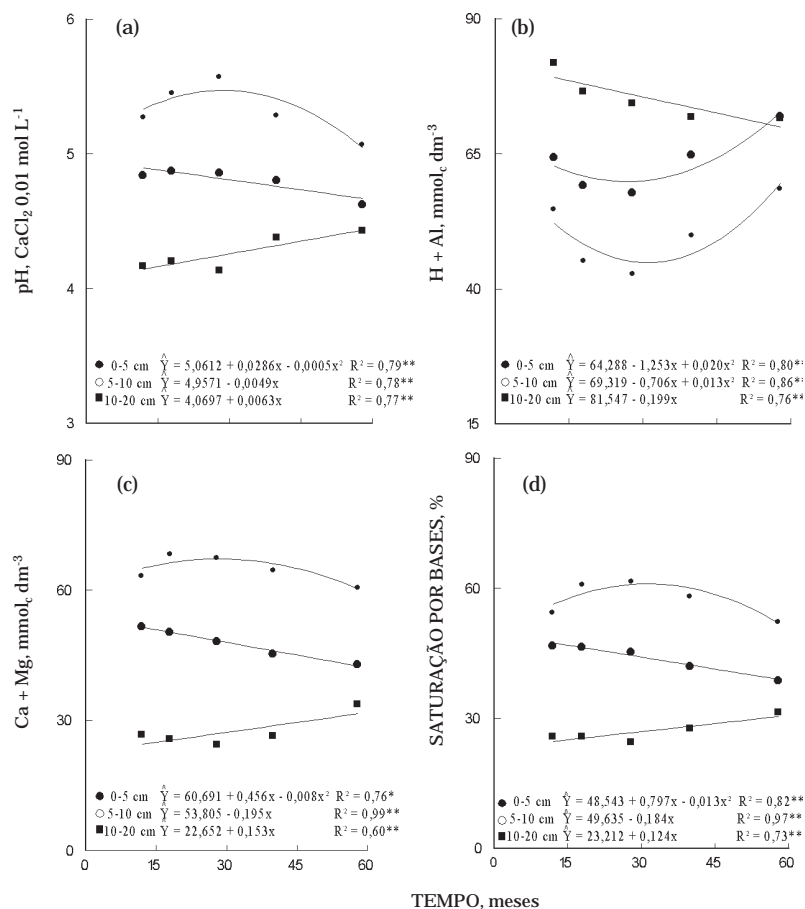 (a)
6
5
4
3
pH, CaCl₂ 0,01 mol L⁻¹
● 0-5 cm Ŷ = 5,0612 + 0,0286x - 0,0005x² R² = 0,79**
○ 5-10 cm Ŷ = 4,9571 - 0,0049x R² = 0,78**
■ 10-20 cm Ŷ = 4,0697 + 0,0063x R² = 0,77**
0 15 30 45 60
(b)
90
65
40
15
H + Al, mmol꜀ dm⁻³
● 0-5 cm Ŷ = 64,288 - 1,253x + 0,020x² R² = 0,80**
○ 5-10 cm Ŷ = 69,319 - 0,706x + 0,013x² R² = 0,86**
■ 10-20 cm Ŷ = 81,547 - 0,199x R² = 0,76**
(c)
90
60
30
0
Ca + Mg, mmol꜀ dm⁻³
● 0-5 cm Ŷ = 60,691 + 0,456x - 0,008x² R² = 0,76*
○ 5-10 cm Ŷ = 53,805 - 0,195x R² = 0,99**
■ 10-20 cm Ŷ = 22,652 + 0,153x R² = 0,60**
0 15 30 45 60
(d)
90
60
30
0
SATURAÇÃO POR BASES, %
● 0-5 cm Ŷ = 48,543 + 0,797x - 0,013x² R² = 0,82**
○ 5-10 cm Ŷ = 49,635 - 0,184x R² = 0,97**
■ 10-20 cm Ŷ = 23,212 + 0,124x R² = 0,73**
0 15 30 45 60
TEMPO, meses